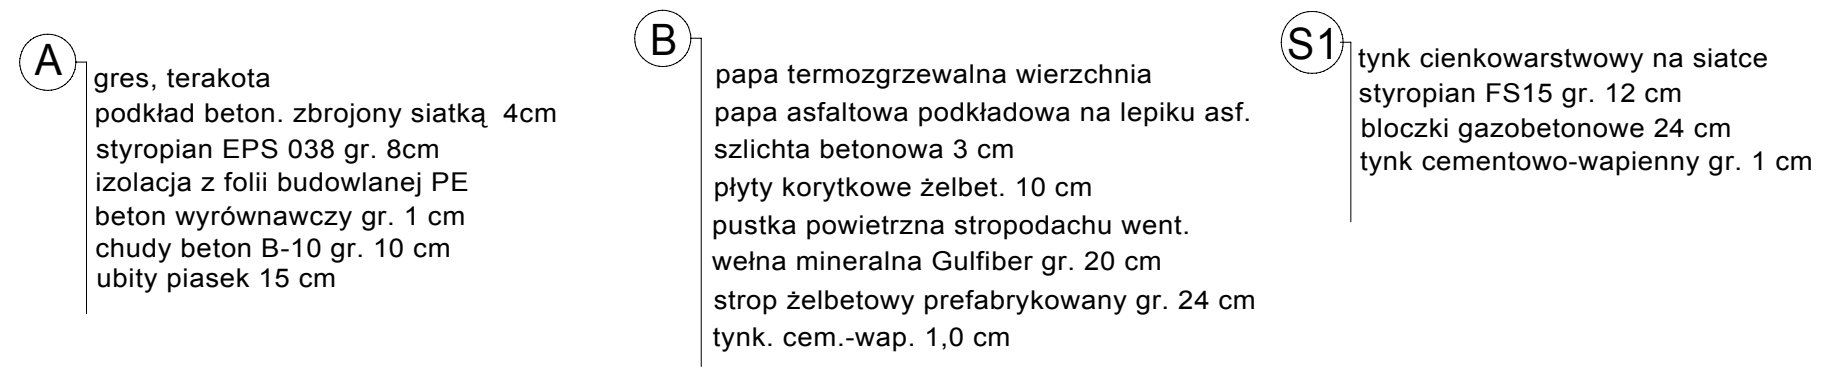 A
gres, terakota
podkład beton. zbrojony siatką 4cm
styropian EPS 038 gr. 8cm
izolacja z folii budowlanej PE
beton wyrównawczy gr. 1 cm
chudy beton B-10 gr. 10 cm
ubity piasek 15 cm
B
papa termozgrzewalna wierzchnia
papa asfaltowa podkładowa na lepiku asf.
szlichta betonowa 3 cm
płyty korytkowe żelbet. 10 cm
pustka powietrzna stropodachu went.
wełna mineralna Gulfiber gr. 20 cm
strop żelbetowy prefabrykowany gr. 24 cm
tynk. cem.-wap. 1,0 cm
S1
tynk cienkowarstwowy na siatce
styropian FS15 gr. 12 cm
bloczki gazobetonowe 24 cm
tynk cementowo-wapienny gr. 1 cm